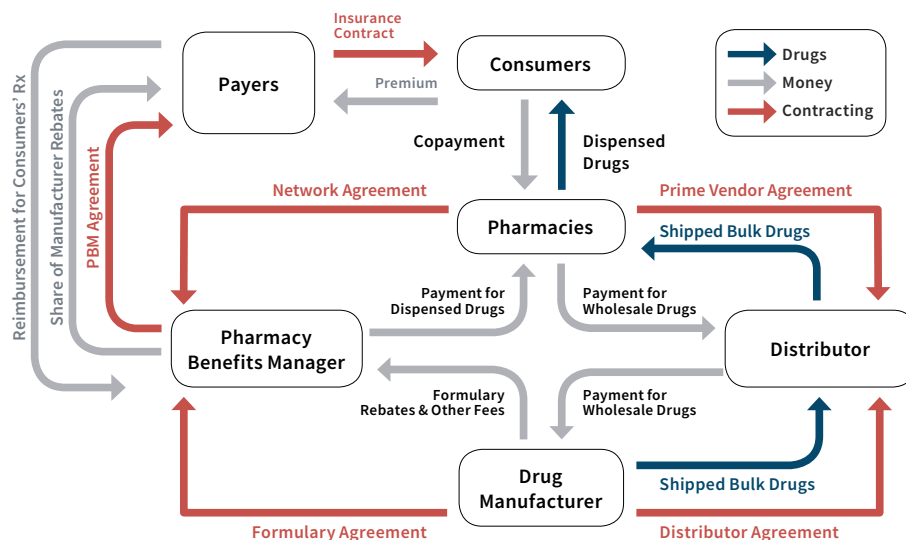 Insurance
Contract
Payers
Consumers
Premium
Drugs
Money
Contracting
Copayment
Dispensed
Drugs
Reimbursement for Consumers’ Rx
Share of Manufacturer Rebates
PBM Agreement
Network Agreement
Prime Vendor Agreement
Pharmacies
Shipped Bulk Drugs
Payment for
Dispensed Drugs
Payment for
Wholesale Drugs
Pharmacy
Benefits Manager
Distributor
Formulary
Rebates & Other Fees
Payment for
Wholesale Drugs
Drug
Manufacturer
Shipped Bulk Drugs
Formulary Agreement
Distributor Agreement